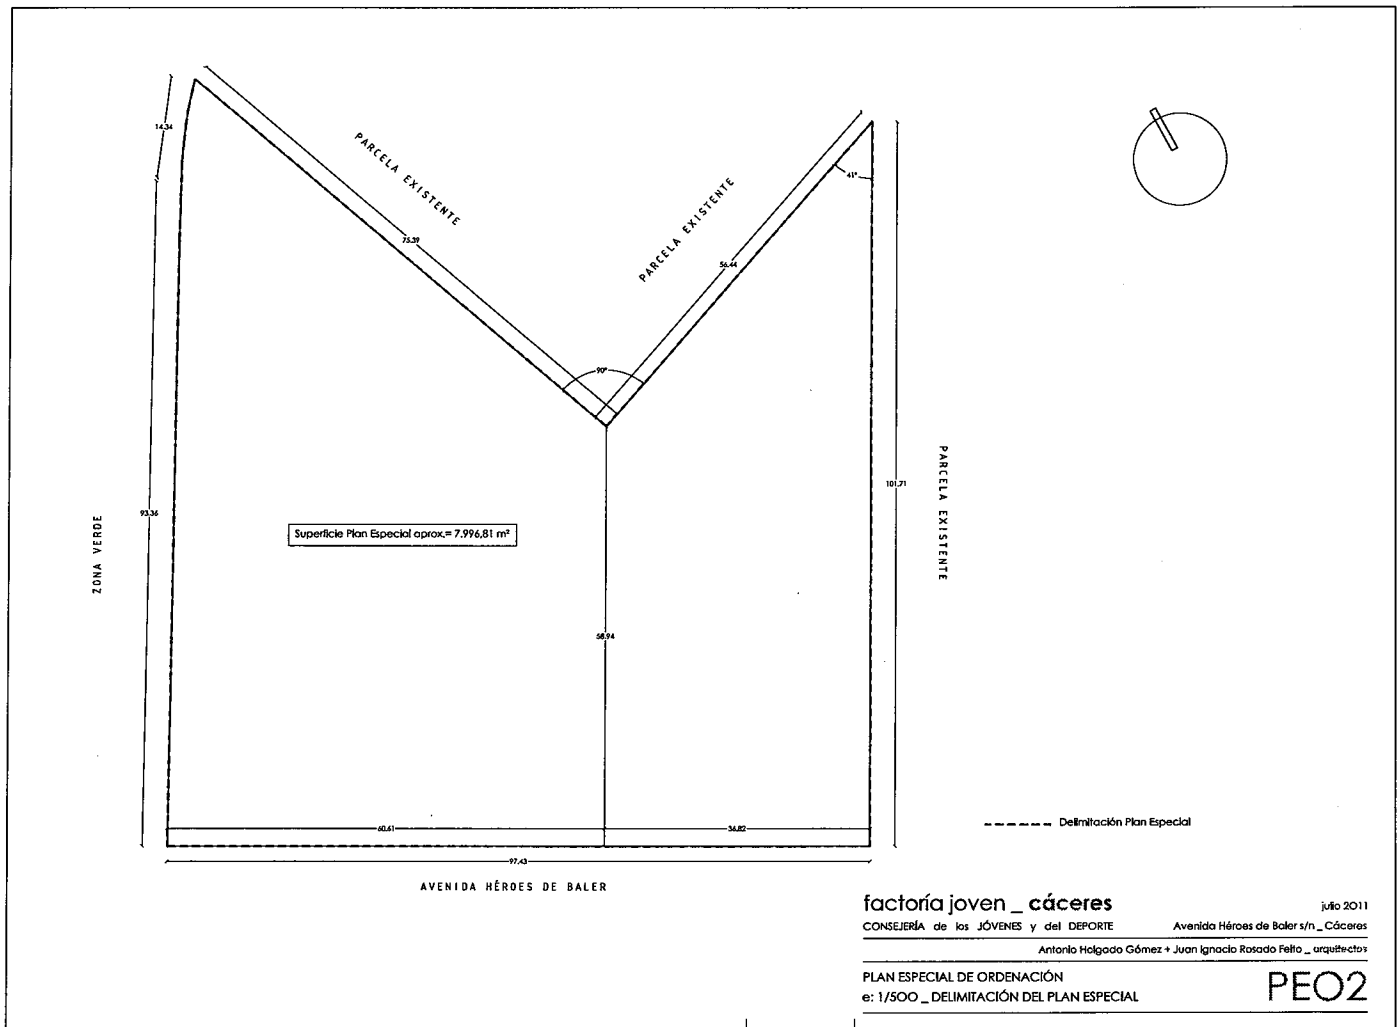 14.34
PARCELA EXISTENTE
75.39
PARCELA EXISTENTE
56.44
41°
90°
ZONA VERDE
93.36
Superficie Plan Especial aprox.= 7.996,81 m²
101.71
PARCELA EXISTENTE
58.94
60.61
36.82
97.43
AVENIDA HÉROES DE BALER
Delimitación Plan Especial
factoría joven _ cáceres
julio 2011
CONSEJERÍA de los JÓVENES y del DEPORTE
Avenida Héroes de Baler s/n _ Cáceres
Antonio Holgado Gómez + Juan Ignacio Rosado Feito _ arquitectos
PLAN ESPECIAL DE ORDENACIÓN
e: 1/500 _ DELIMITACIÓN DEL PLAN ESPECIAL
PEO2